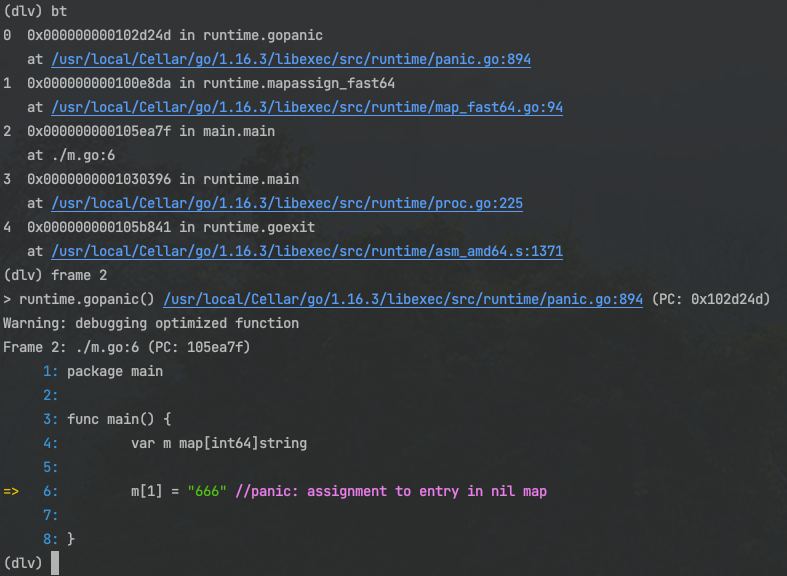 (dlv) bt
0  0x000000000102d24d in runtime.gopanic
   at /usr/local/Cellar/go/1.16.3/libexec/src/runtime/panic.go:894
1  0x000000000100e8da in runtime.mapassign_fast64
   at /usr/local/Cellar/go/1.16.3/libexec/src/runtime/map_fast64.go:94
2  0x000000000105ea7f in main.main
   at ./m.go:6
3  0x0000000001030396 in runtime.main
   at /usr/local/Cellar/go/1.16.3/libexec/src/runtime/proc.go:225
4  0x000000000105b841 in runtime.goexit
   at /usr/local/Cellar/go/1.16.3/libexec/src/runtime/asm_amd64.s:1371
(dlv) frame 2
> runtime.gopanic() /usr/local/Cellar/go/1.16.3/libexec/src/runtime/panic.go:894 (PC: 0x102d24d)
Warning: debugging optimized function
Frame 2: ./m.go:6 (PC: 105ea7f)
     1: package main
     2:
     3: func main() {
     4:         var m map[int64]string
     5:
=>   6:         m[1] = "666" //panic: assignment to entry in nil map
     7:
     8: }
(dlv)